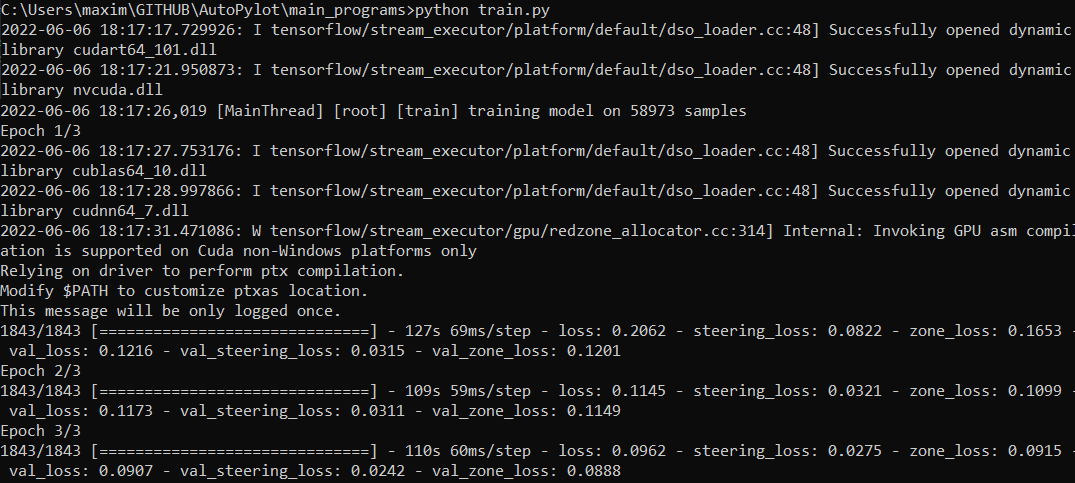 C:\Users\maxim\GITHUB\AutoPylot\main_programs>python train.py
2022-06-06 18:17:17.729926: I tensorflow/stream_executor/platform/default/dso_loader.cc:48] Successfully opened dynamic
library cudart64_101.dll
2022-06-06 18:17:21.950873: I tensorflow/stream_executor/platform/default/dso_loader.cc:48] Successfully opened dynamic
library nvcuda.dll
2022-06-06 18:17:26,019 [MainThread] [root] [train] training model on 58973 samples
Epoch 1/3
2022-06-06 18:17:27.753176: I tensorflow/stream_executor/platform/default/dso_loader.cc:48] Successfully opened dynamic
library cublas64_10.dll
2022-06-06 18:17:28.997866: I tensorflow/stream_executor/platform/default/dso_loader.cc:48] Successfully opened dynamic
library cudnn64_7.dll
2022-06-06 18:17:31.471086: W tensorflow/stream_executor/gpu/redzone_allocator.cc:314] Internal: Invoking GPU asm compil
ation is supported on Cuda non-Windows platforms only
Relying on driver to perform ptx compilation.
Modify $PATH to customize ptxas location.
This message will be only logged once.
1843/1843 [==============================] - 127s 69ms/step - loss: 0.2062 - steering_loss: 0.0822 - zone_loss: 0.1653 -
 val_loss: 0.1216 - val_steering_loss: 0.0315 - val_zone_loss: 0.1201
Epoch 2/3
1843/1843 [==============================] - 109s 59ms/step - loss: 0.1145 - steering_loss: 0.0321 - zone_loss: 0.1099 -
 val_loss: 0.1173 - val_steering_loss: 0.0311 - val_zone_loss: 0.1149
Epoch 3/3
1843/1843 [==============================] - 110s 60ms/step - loss: 0.0962 - steering_loss: 0.0275 - zone_loss: 0.0915 -
 val_loss: 0.0907 - val_steering_loss: 0.0242 - val_zone_loss: 0.0888